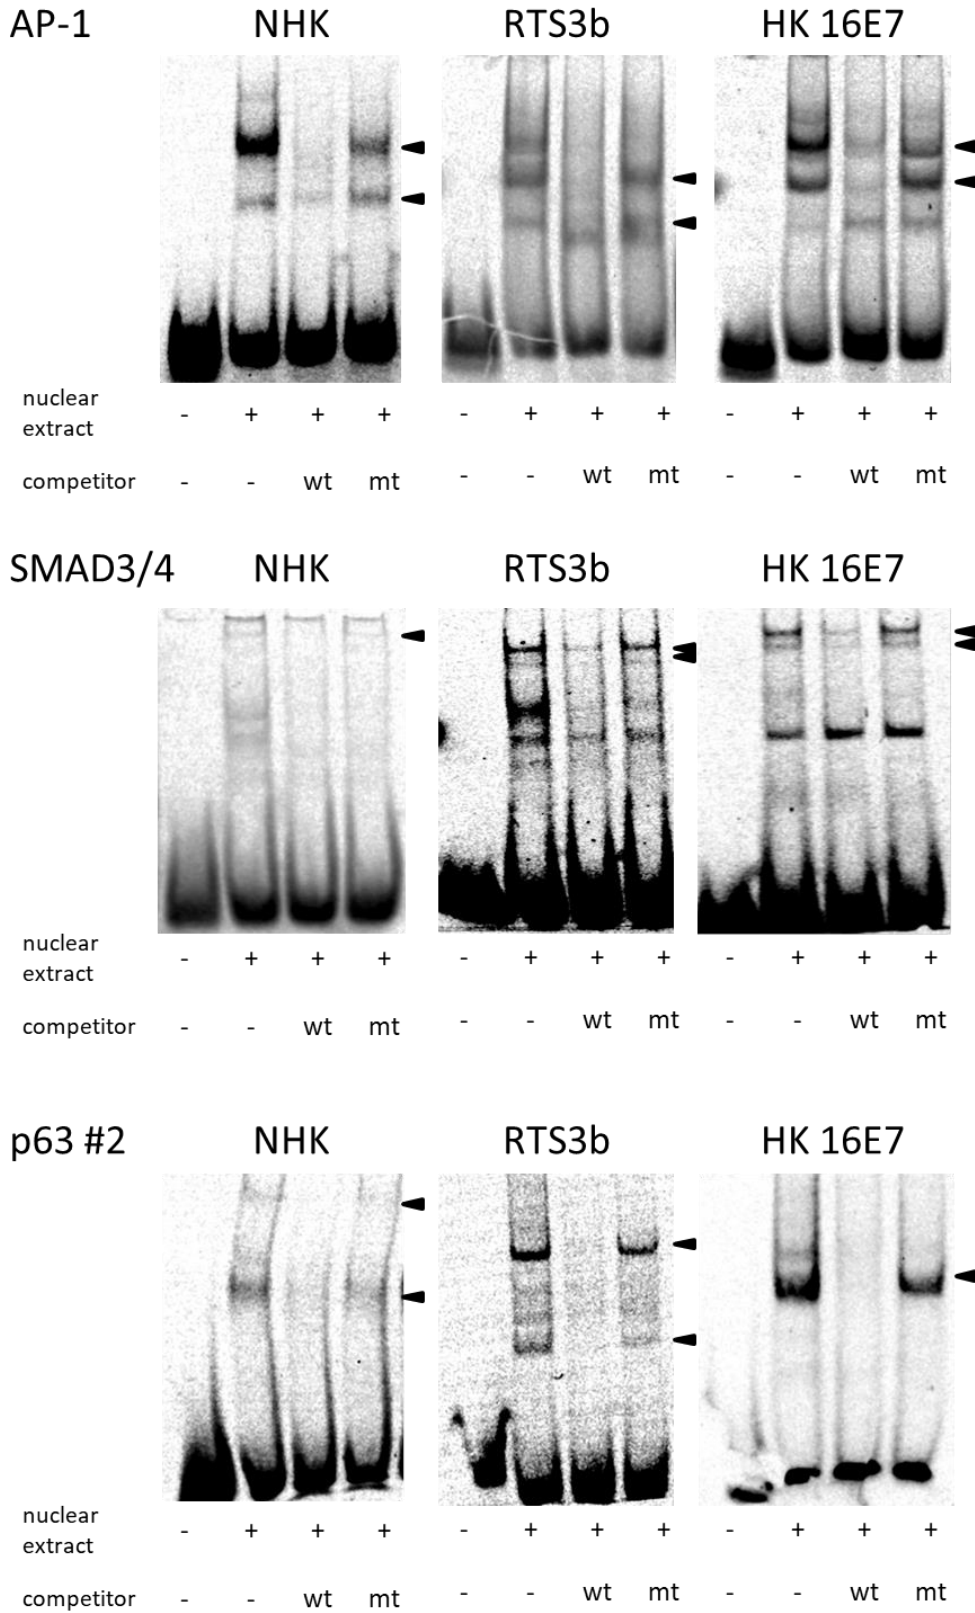 AP-1 NHK RTS3b HK 16E7
nuclear
extract - + + + - + + + - + + +
competitor - - wt mt - - wt mt - - wt mt
SMAD3/4 NHK RTS3b HK 16E7
nuclear
extract - + + + - + + + - + + +
competitor - - wt mt - - wt mt - - wt mt
p63 #2 NHK RTS3b HK 16E7
nuclear
extract - + + + - + + + - + + +
competitor - - wt mt - - wt mt - - wt mt